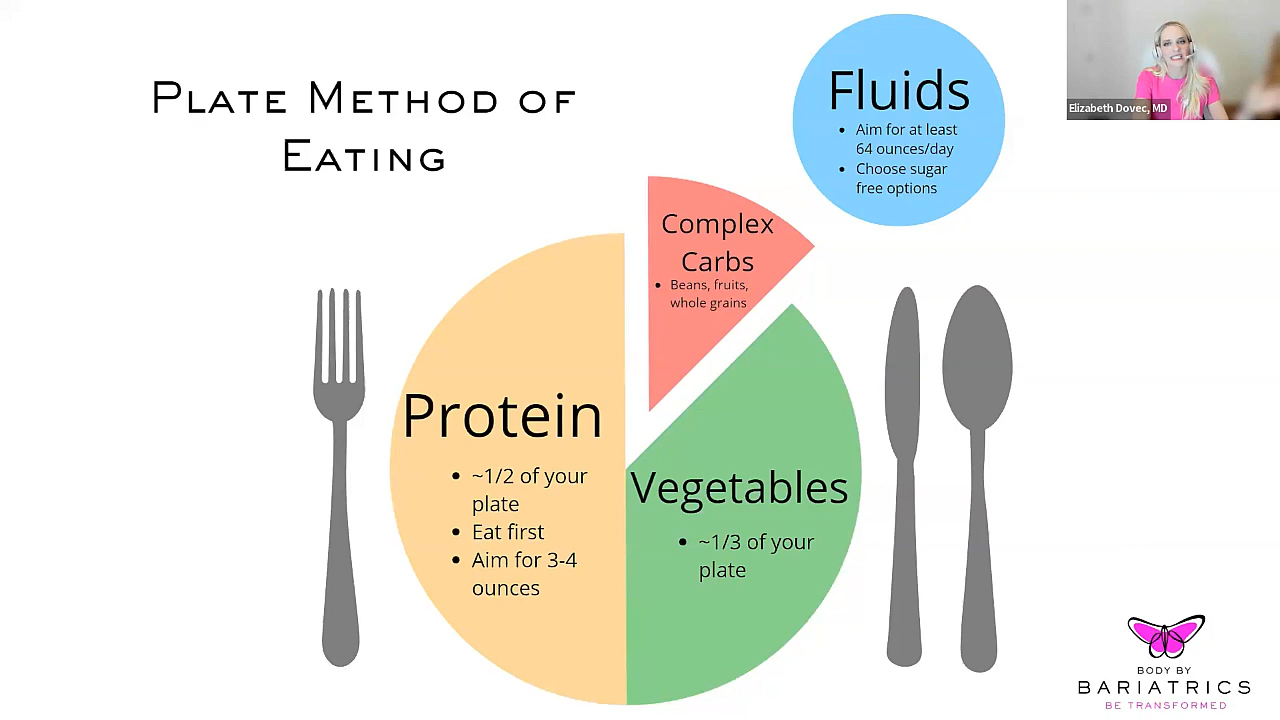 PLATE METHOD OF
EATING
Fluids
• Aim for at least
64 ounces/day
• Choose sugar
free options
Elizabeth Dovec, MD
Complex
Carbs
• Beans, fruits,
whole grains
Protein
• ~1/2 of your
plate
• Eat first
• Aim for 3-4
ounces
Vegetables
• ~1/3 of your
plate
BODY BY
BARIATRICS
BE TRANSFORMED